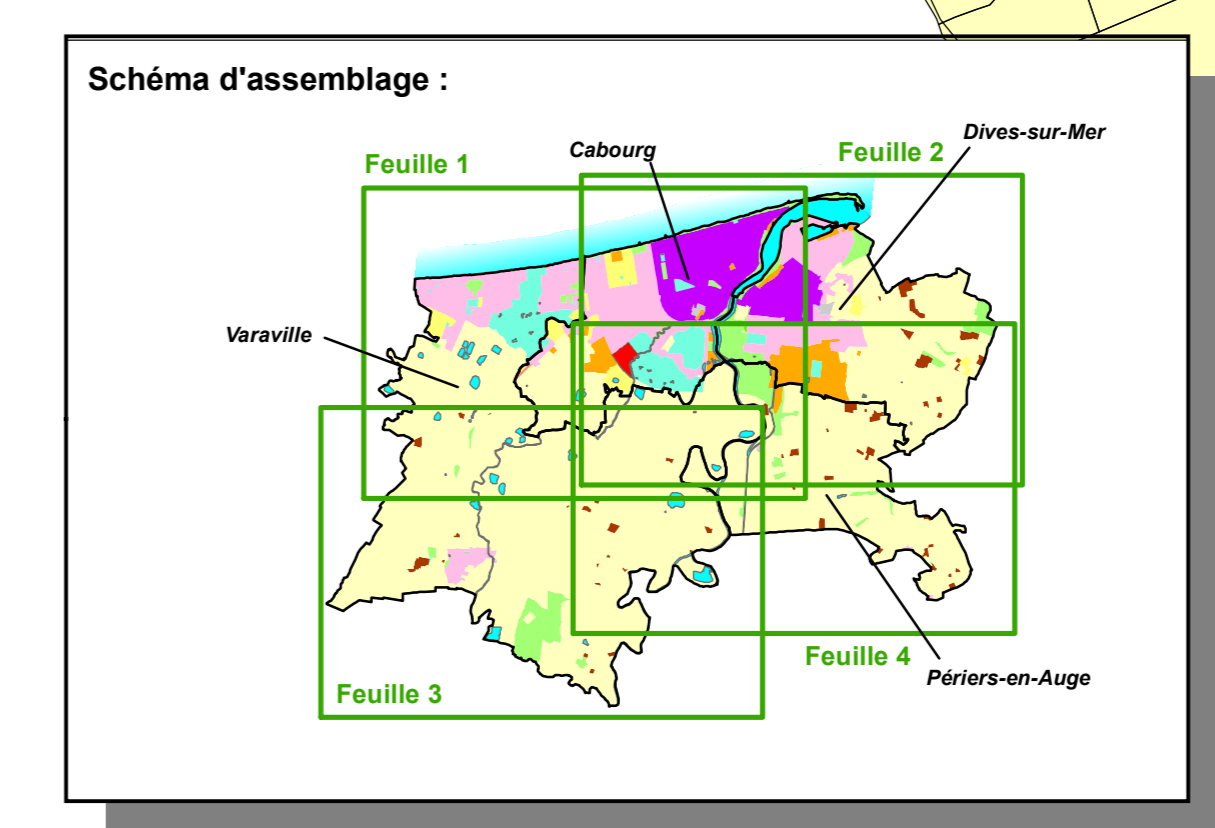 Schéma d'assemblage :
Dives-sur-Mer
Cabourg
Feuille 2
Feuille 1
Varaville
Feuille 4
Périers-en-Auge
Feuille 3